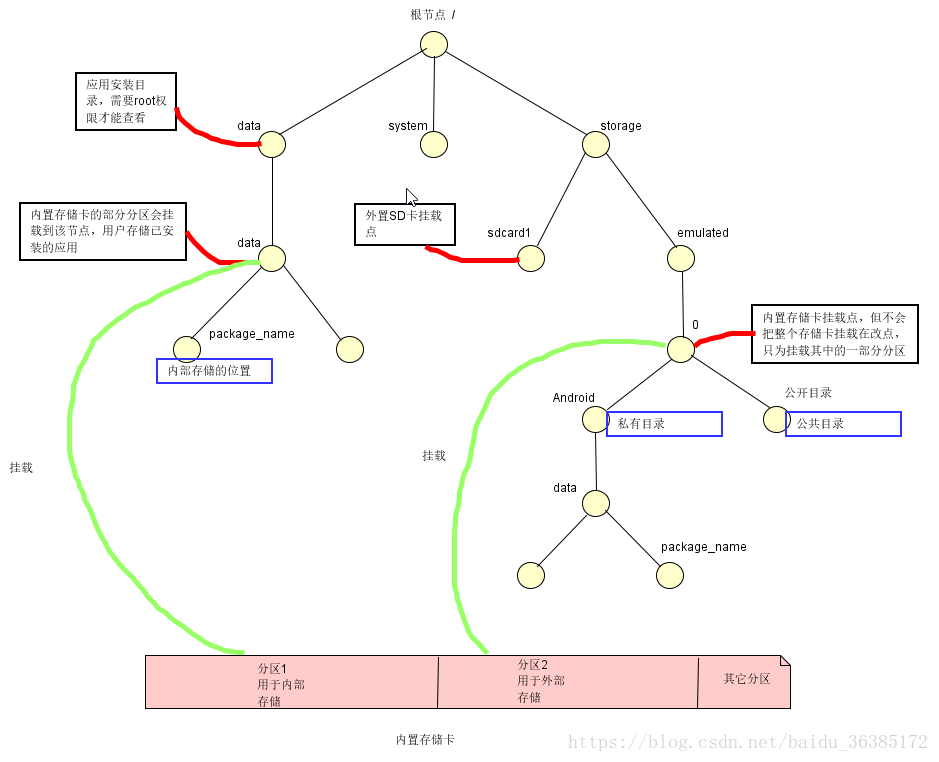 根节点 /
应用安装目
录，需要root权
限才能查看
data
system
storage
内置存储卡的部分分区会挂
载到该节点，用户存储已安
装的应用
data
外置SD卡挂载
点
sdcard1
emulated
package_name
内部存储的位置
0
内置存储卡挂载点，但不会
把整个存储卡挂载在改点，
只为挂载其中的一部分分区
Android
私有目录
公开目录
公共目录
挂载
挂载
data
package_name
分区1
用于内部
存储
分区2
用于外部
存储
其它分区
内置存储卡
https://blog.csdn.net/baidu_36385172